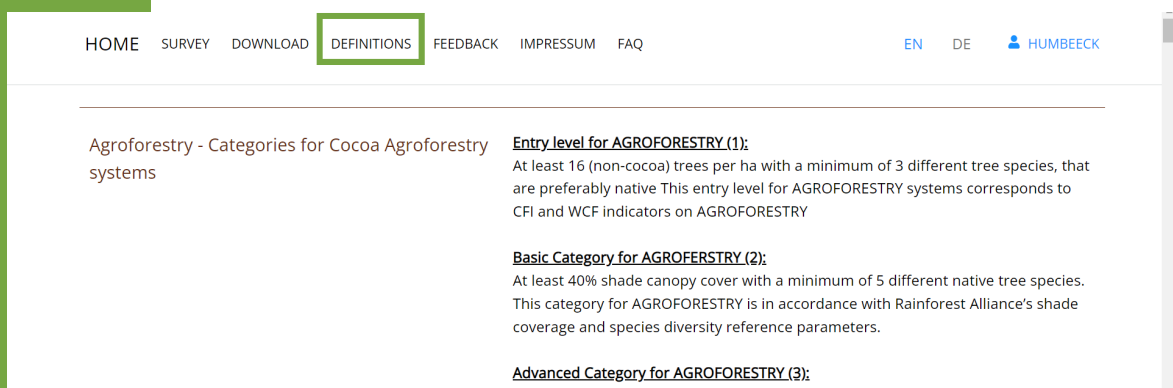 HOME SURVEY DOWNLOAD DEFINITIONS FEEDBACK IMPRESSUM FAQ EN DE HUMBEECK
Agroforestry - Categories for Cocoa Agroforestry
systems
Entry level for AGROFORESTRY (1):
At least 16 (non-cocoa) trees per ha with a minimum of 3 different tree species, that
are preferably native This entry level for AGROFORESTRY systems corresponds to
CFI and WCF indicators on AGROFORESTRY
Basic Category for AGROFERSTRY (2):
At least 40% shade canopy cover with a minimum of 5 different native tree species.
This category for AGROFORESTRY is in accordance with Rainforest Alliance’s shade
coverage and species diversity reference parameters.
Advanced Category for AGROFORESTRY (3):